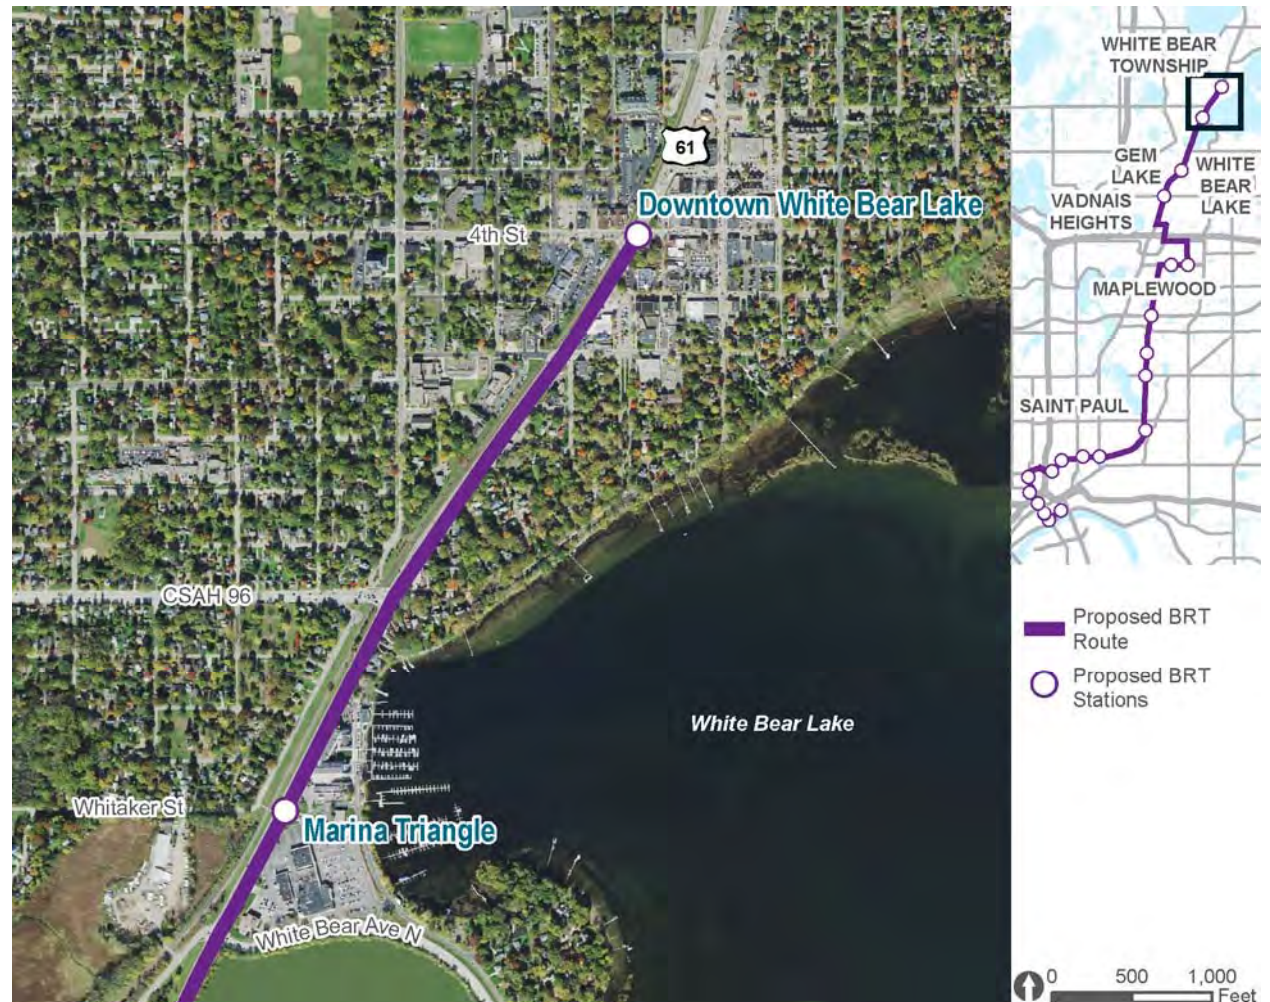 61
Downtown White Bear Lake
4th St
CSAH 96
White Bear Lake
Whitaker St
Marina Triangle
White Bear Ave N
WHITE BEAR
TOWNSHIP
GEM
LAKE
WHITE
BEAR
LAKE
VADNAIS
HEIGHTS
MAPLEWOOD
SAINT PAUL
Proposed BRT
Route
Proposed BRT
Stations
0 500 1,000
Feet